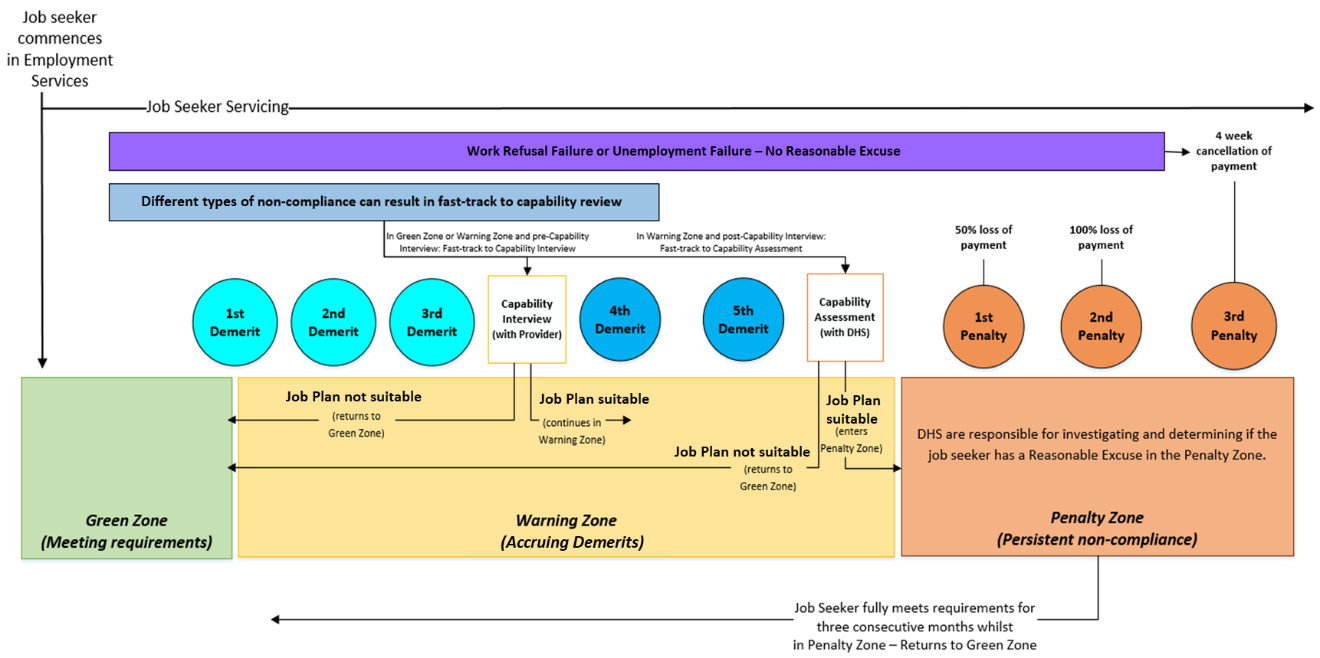 Job seeker
commences
in Employment
Services
Job Seeker Servicing
Work Refusal Failure or Unemployment Failure – No Reasonable Excuse
4 week
cancellation of
payment
Different types of non-compliance can result in fast-track to capability review
In Green Zone or Warning Zone and pre-Capability
Interview: Fast-track to Capability Interview
In Warning Zone and post-Capability Interview:
Fast-track to Capability Assessment
50% loss of
payment
100% loss of
payment
1st
Demerit
2nd
Demerit
3rd
Demerit
Capability
Interview
(with Provider)
4th
Demerit
5th
Demerit
Capability
Assessment
(with DHS)
1st
Penalty
2nd
Penalty
3rd
Penalty
Job Plan not suitable
(returns to
Green Zone)
Job Plan suitable
(continues in
Warning Zone)
Job Plan
suitable
(enters
Penalty Zone)
Job Plan not suitable
(returns to
Green Zone)
DHS are responsible for investigating and determining if the
job seeker has a Reasonable Excuse in the Penalty Zone.
Green Zone
(Meeting requirements)
Warning Zone
(Accruing Demerits)
Penalty Zone
(Persistent non-compliance)
Job Seeker fully meets requirements for
three consecutive months whilst
in Penalty Zone – Returns to Green Zone